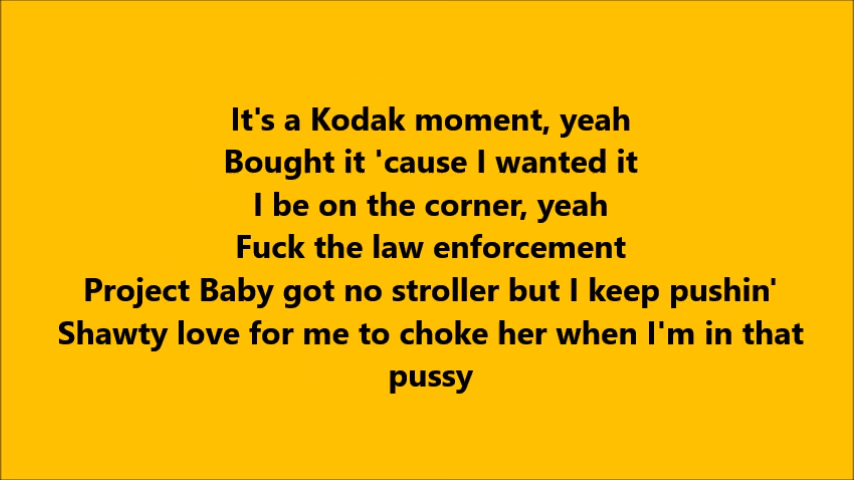 It's a Kodak moment, yeah
Bought it 'cause I wanted it
I be on the corner, yeah
Fuck the law enforcement
Project Baby got no stroller but I keep pushin'
Shawty love for me to choke her when I'm in that
pussy